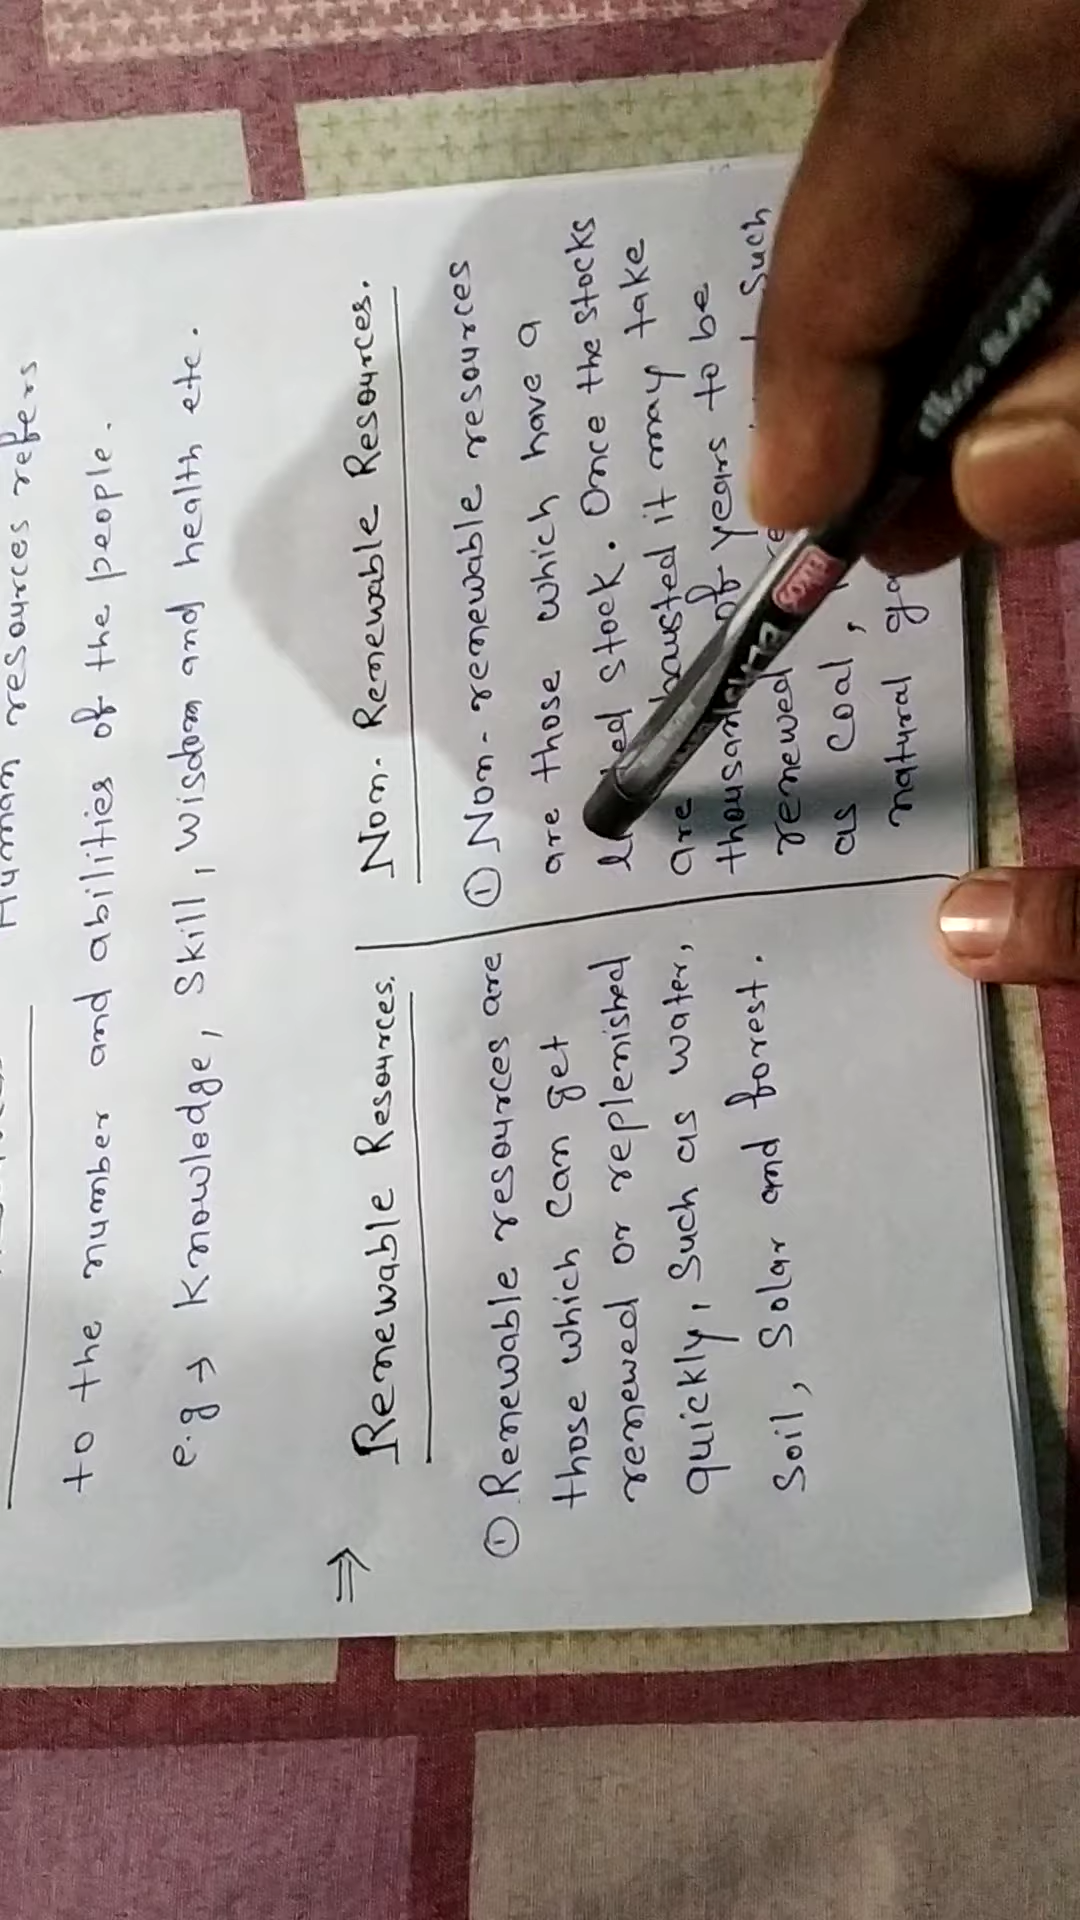 Human resources refers
to the number and abilities of the people.
e.g → Knowledge, Skill, Wisdom and health etc.
⇒ Renewable Resources.
① Renewable resources are
those which can get
renewed or replenished
quickly, Such as water,
Soil, Solar and forest.
Non-Renewable Resources.
① Non-renewable resources
are those which have a
stock. Once the stocks
are it may take
of years to be
renewed Such
as coal,
natural